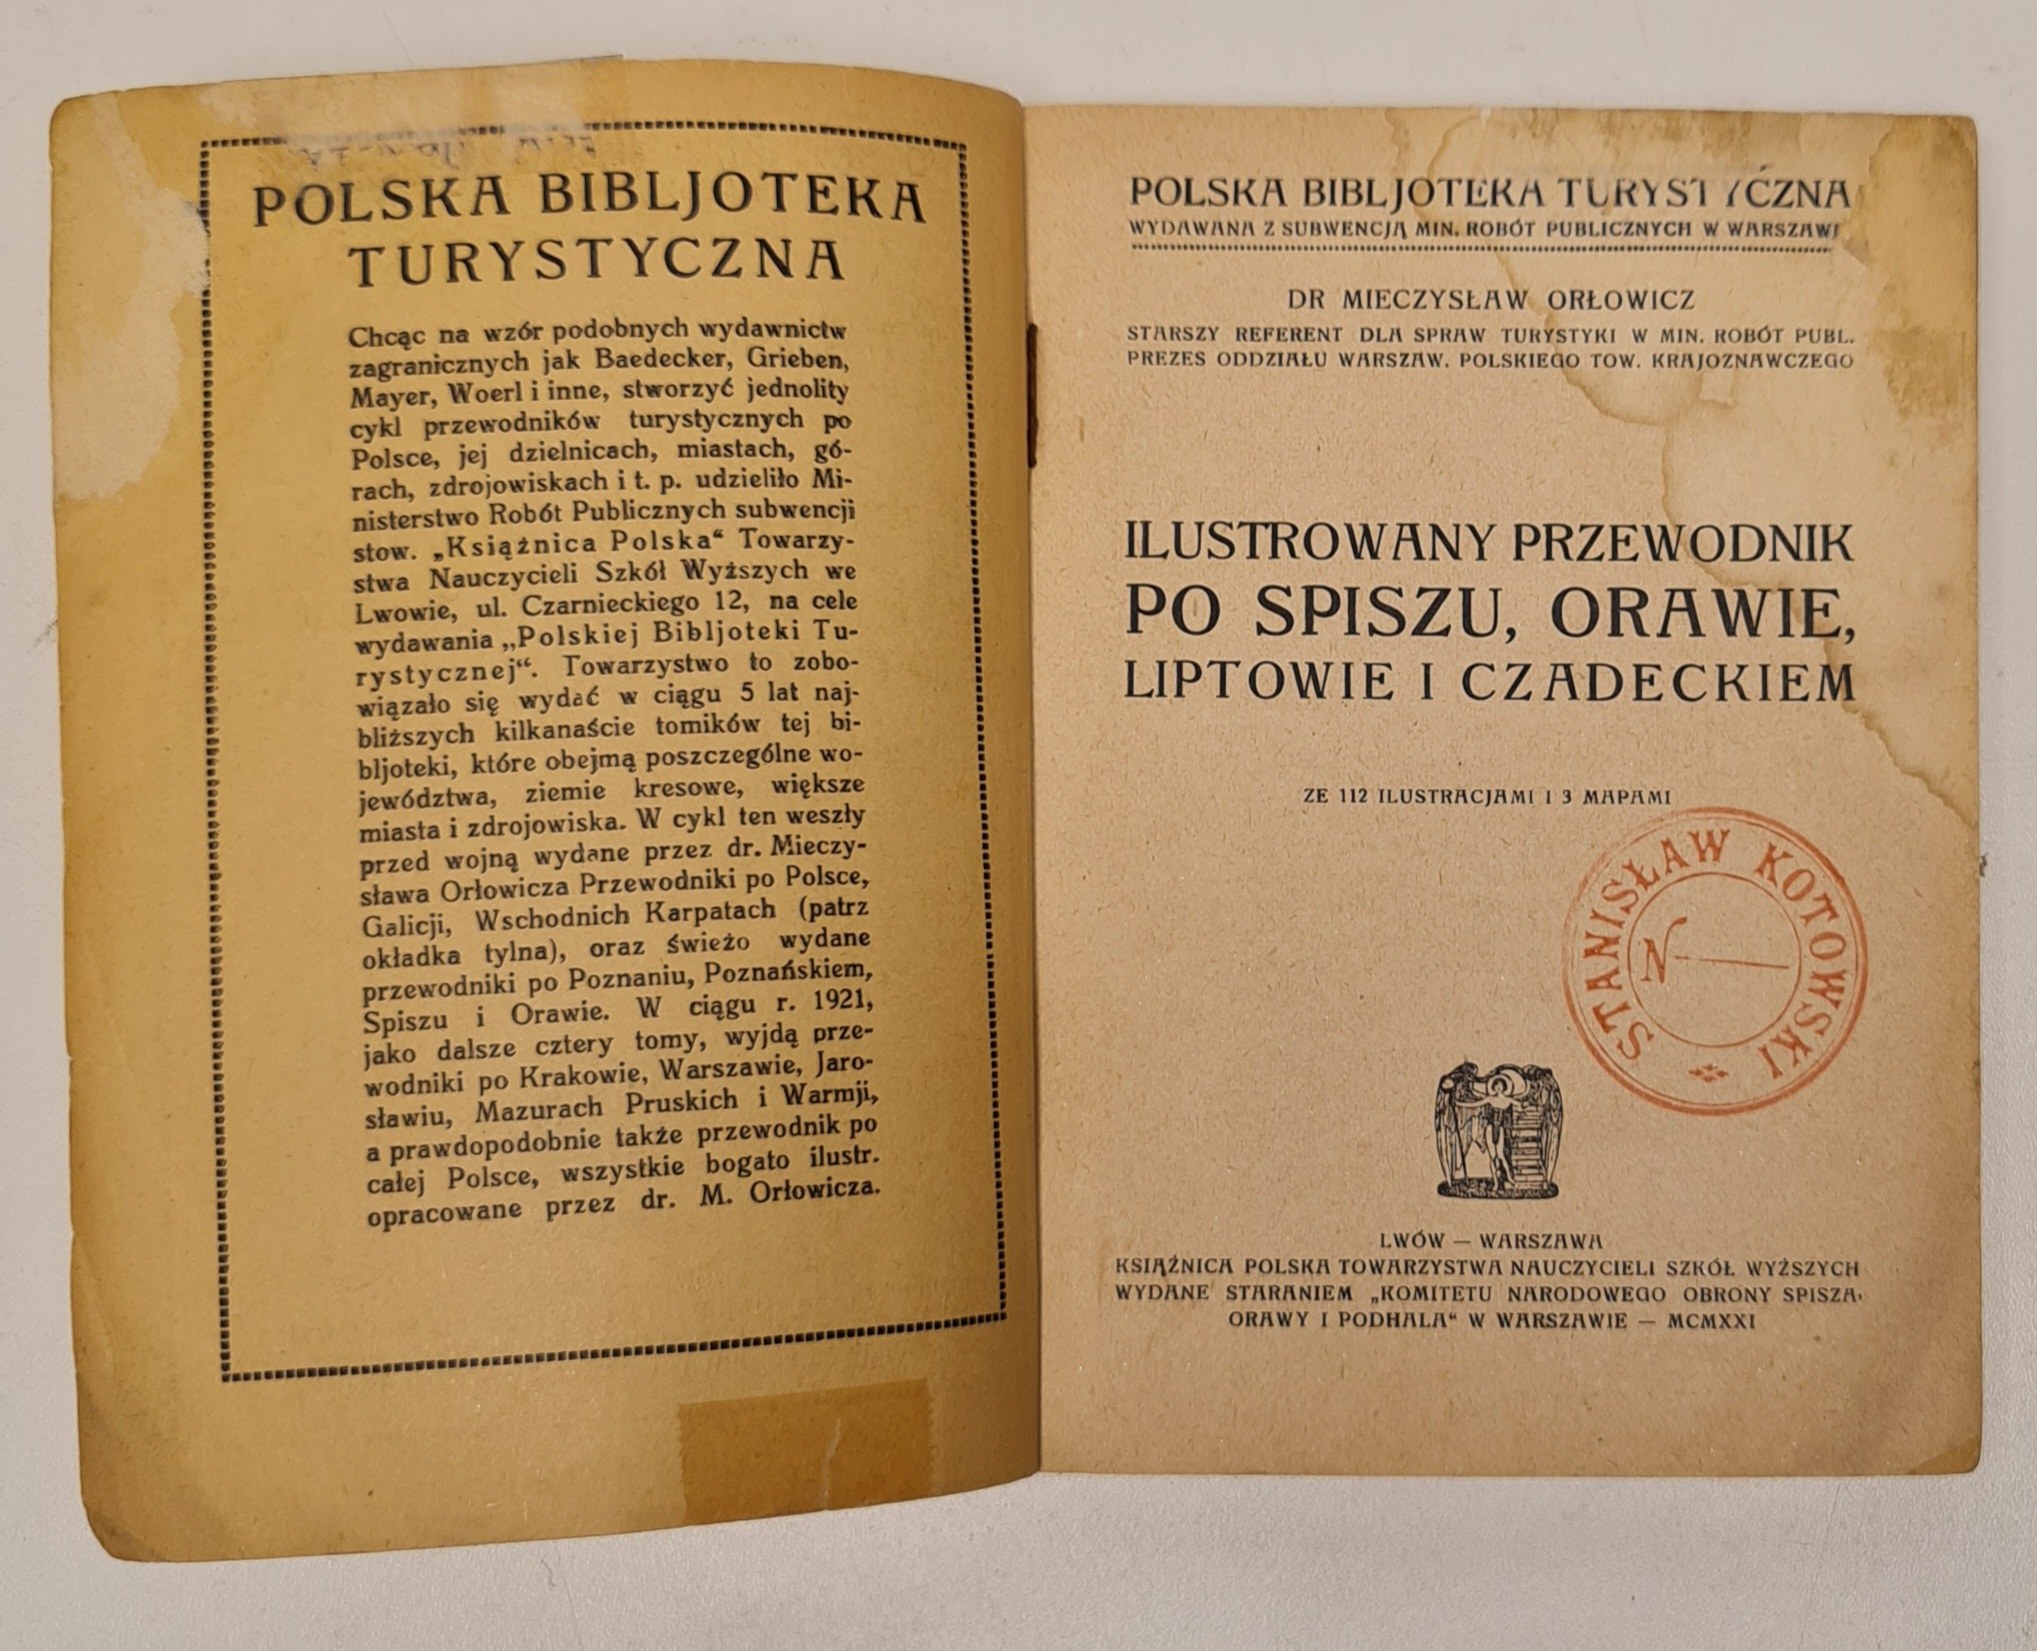 POLSKA BIBLJOTEKA
TURYSTYCZNA
Chcąc na wzór podobnych wydawnictw
zagranicznych jak Baedecker, Grieben,
Mayer, Woerl i inne, stworzyć jednolity
cykl przewodników turystycznych po
Polsce, jej dzielnicach, miastach, gó-
rach, zdrojowiskach i t. p. udzieliło Mi-
nisterstwo Robót Publicznych subwencji
stow. „Książnica Polska“ Towarzy-
stwa Nauczycieli Szkół Wyższych we
Lwowie, ul. Czarnieckiego 12, na cele
wydawania „Polskiej Bibljoteki Tu-
rystycznej“. Towarzystwo to zobo-
wiązało się wydać w ciągu 5 lat naj-
bliższych kilkanaście tomików tej bi-
bljoteki, które obejmą poszczególne wo-
jewództwa, ziemie kresowe, większe
miasta i zdrojowiska. W cykl ten weszły
przed wojną wydane przez dr. Mieczy-
sława Orłowicza Przewodniki po Polsce,
Galicji, Wschodnich Karpatach (patrz
okładka tylna), oraz świeżo wydane
przewodniki po Poznaniu, Poznańskiem,
Spiszu i Orawie. W ciągu r. 1921,
jako dalsze cztery tomy, wyjdą prze-
wodniki po Krakowie, Warszawie, Jaro-
sławiu, Mazurach Pruskich i Warmji,
a prawdopodobnie także przewodnik po
całej Polsce, wszystkie bogato ilustr.
opracowane przez dr. M. Orłowicza.
POLSKA BIBLJOTEKA TURYSTYCZNA
WYDAWANA Z SUBWENCJĄ MIN. ROBÓT PUBLICZNYCH W WARSZAWI
DR MIECZYSŁAW ORŁOWICZ
STARSZY REFERENT DLA SPRAW TURYSTYKI W MIN. ROBÓT PUBL.
PREZES ODDZIAŁU WARSZAW. POLSKIEGO TOW. KRAJOZNAWCZEGO
ILUSTROWANY PRZEWODNIK
PO SPISZU, ORAWIE,
LIPTOWIE I CZADECKIEM
ZE 112 ILUSTRACJAMI I 3 MAPAMI
STANISŁAW KOTOWSKI
N
LWÓW — WARSZAWA
KSIĄŻNICA POLSKA TOWARZYSTWA NAUCZYCIELI SZKÓŁ WYŻSZYCH
WYDANE STARANIEM „KOMITETU NARODOWEGO OBRONY SPISZA,
ORAWY I PODHALA“ W WARSZAWIE — MCMXXI